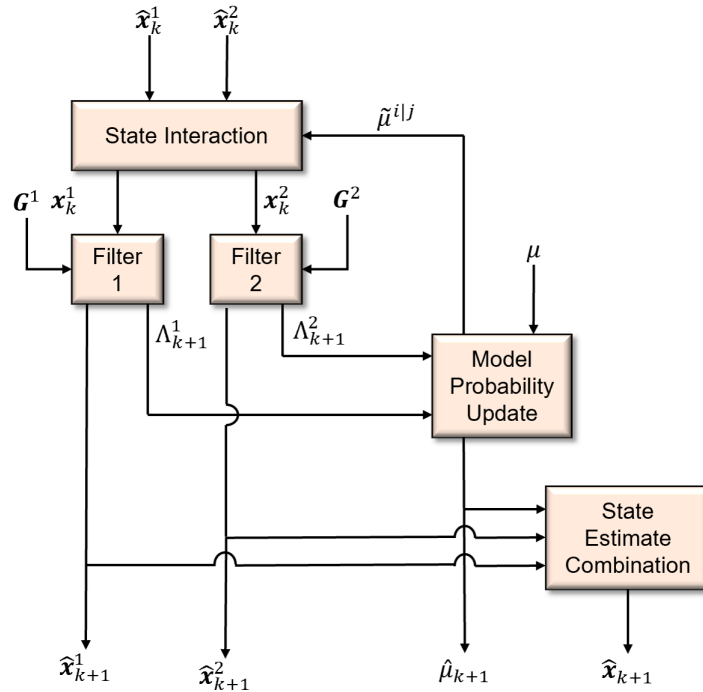 x̂¹ₖ x̂²ₖ
State Interaction
μ̃^{i|j}
G¹ x¹ₖ x²ₖ G²
Filter
1
Filter
2
μ
Λ¹ₖ₊₁ Λ²ₖ₊₁
Model
Probability
Update
State
Estimate
Combination
x̂¹ₖ₊₁ x̂²ₖ₊₁ μ̂ₖ₊₁ x̂ₖ₊₁